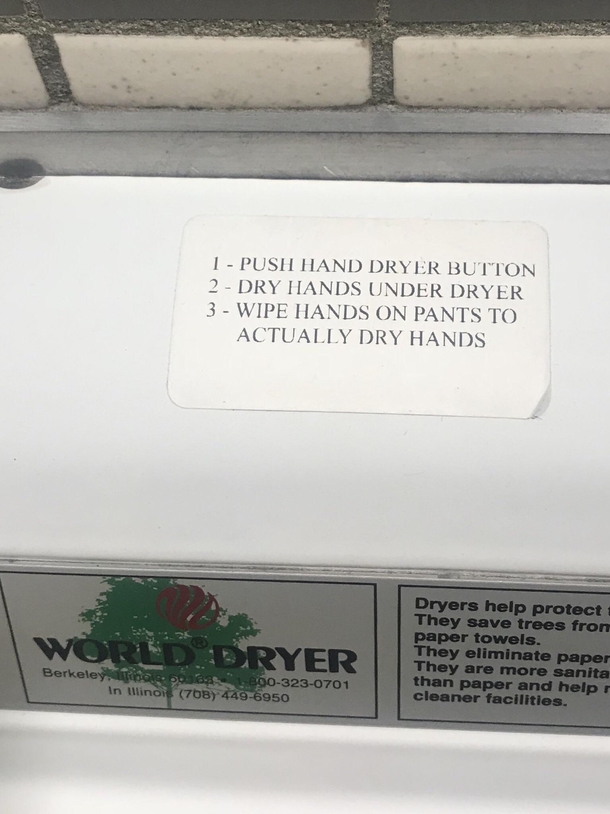 1 - PUSH HAND DRYER BUTTON
2 - DRY HANDS UNDER DRYER
3 - WIPE HANDS ON PANTS TO
ACTUALLY DRY HANDS
WORLD® DRYER
Berkeley, Illinois 60163 • 1-800-323-0701
In Illinois (708) 449-6950
Dryers help protect
They save trees from
paper towels.
They eliminate paper
They are more
than paper and help
cleaner facilities.